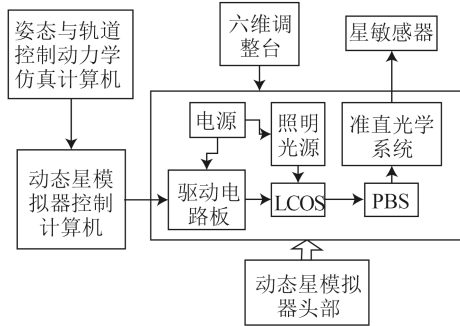 姿态与轨道
控制动力学
仿真计算机
六维调
整台
星敏感器
电源
照明
光源
准直光学
系统
动态星模
拟器控制
计算机
驱动电
路板
LCOS
PBS
动态星模拟
器头部